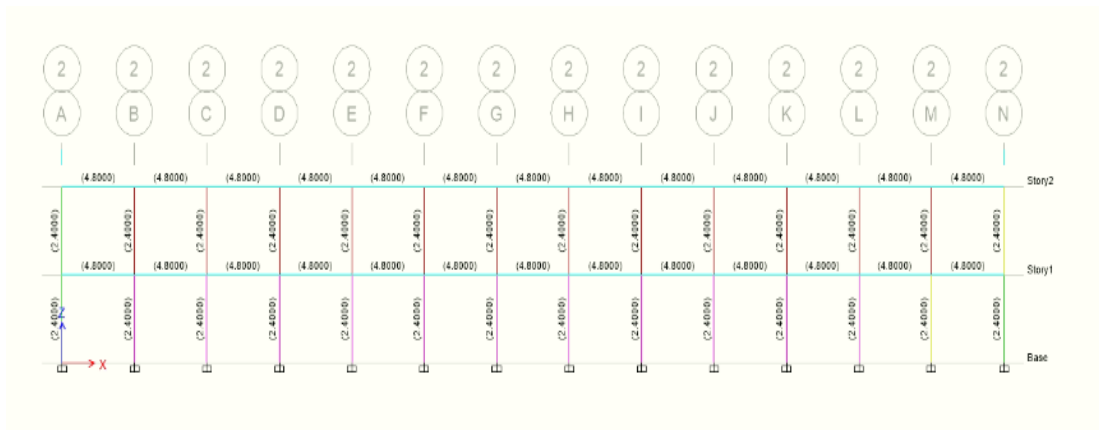 2 2 2 2 2 2 2 2 2 2 2 2 2 2
A B C D E F G H I J K L M N
(4.8000) (4.8000) (4.8000) (4.8000) (4.8000) (4.8000) (4.8000) (4.8000) (4.8000) (4.8000) (4.8000) (4.8000) (4.8000) Story2
(2.4000) (2.4000) (2.4000) (2.4000) (2.4000) (2.4000) (2.4000) (2.4000) (2.4000) (2.4000) (2.4000) (2.4000) (2.4000) (2.4000)
(4.8000) (4.8000) (4.8000) (4.8000) (4.8000) (4.8000) (4.8000) (4.8000) (4.8000) (4.8000) (4.8000) (4.8000) (4.8000) Story1
(2.4000) (2.4000) (2.4000) (2.4000) (2.4000) (2.4000) (2.4000) (2.4000) (2.4000) (2.4000) (2.4000) (2.4000) (2.4000) (2.4000)
Z
X Base